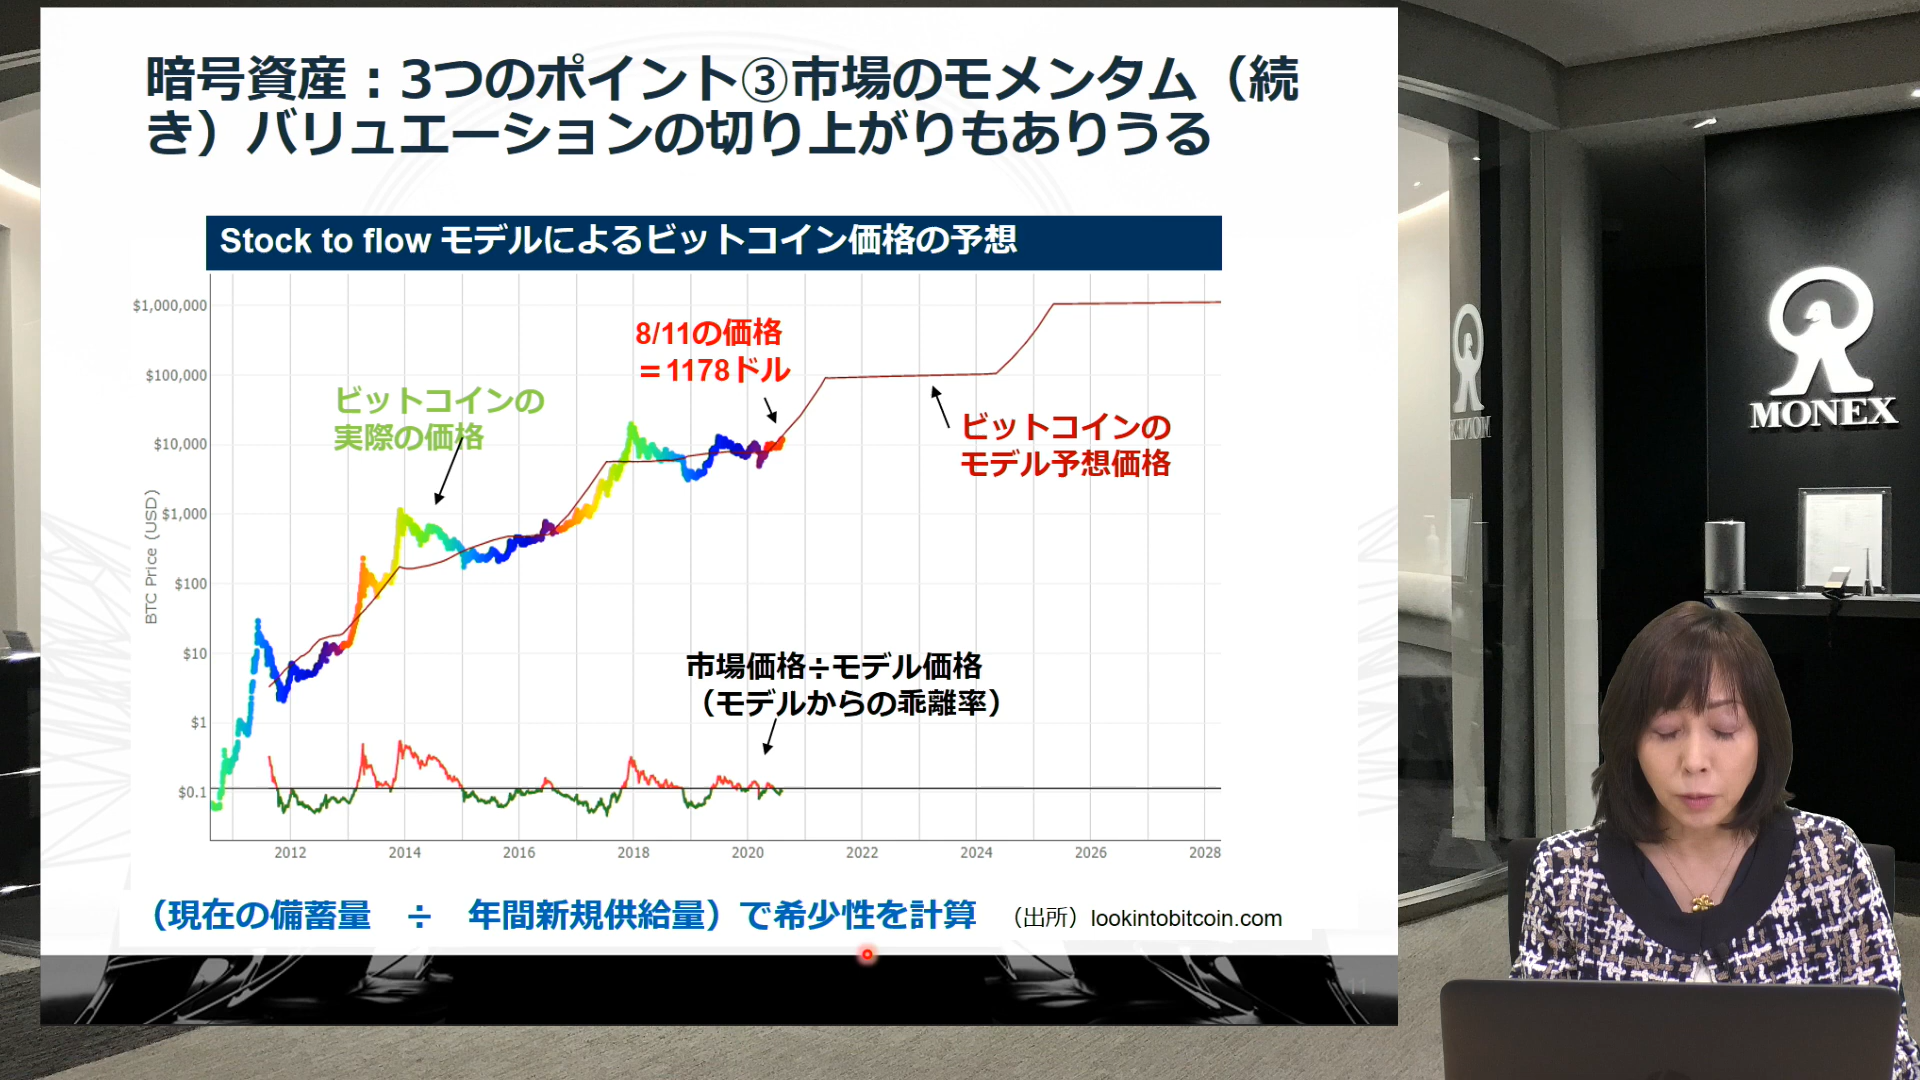 暗号資産：3つのポイント③市場のモメンタム（続
き）バリュエーションの切り上がりもありうる
Stock to flow モデルによるビットコイン価格の予想
$1,000,000
$100,000
$10,000
$1,000
$100
$10
$1
$0.1
BTC Price (USD)
8/11の価格
＝1178ドル
ビットコインの
実際の価格
ビットコインの
モデル予想価格
市場価格÷モデル価格
（モデルからの乖離率）
2012
2014
2016
2018
2020
2022
2024
2026
2028
（現在の備蓄量　÷　年間新規供給量）で希少性を計算
（出所）lookintobitcoin.com
11
MONEX
MONEX